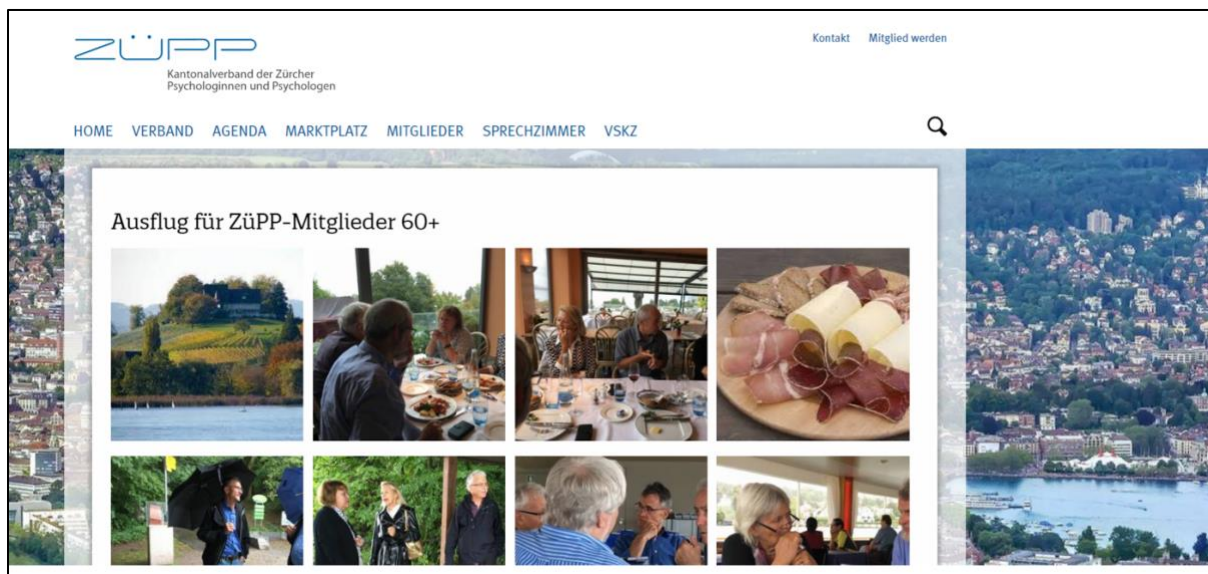 ZÜPP
Kantonalverband der Zürcher
Psychologinnen und Psychologen
Kontakt Mitglied werden
HOME VERBAND AGENDA MARKTPLATZ MITGLIEDER SPRECHZIMMER VSKZ
Ausflug für ZüPP-Mitglieder 60+